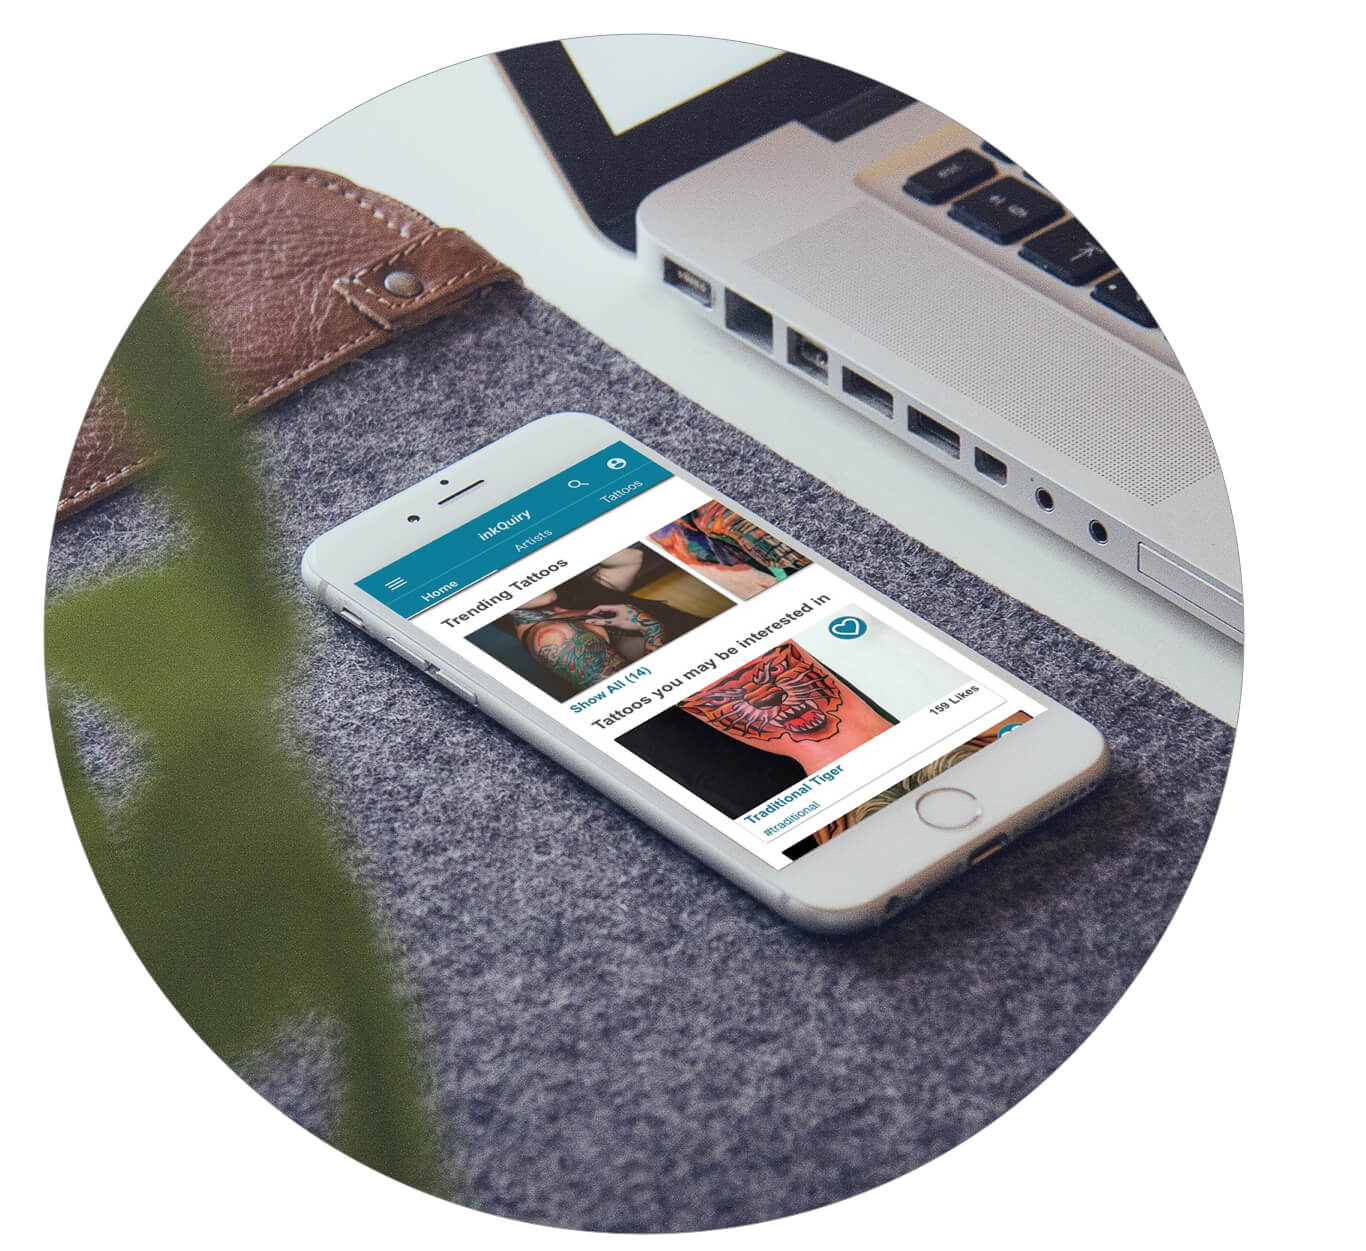 inkQuiry
Home
Artists
Tattoos
Trending Tattoos
Show All (14)
Tattoos you may be interested in
Traditional Tiger
159 Likes
#traditional
esc